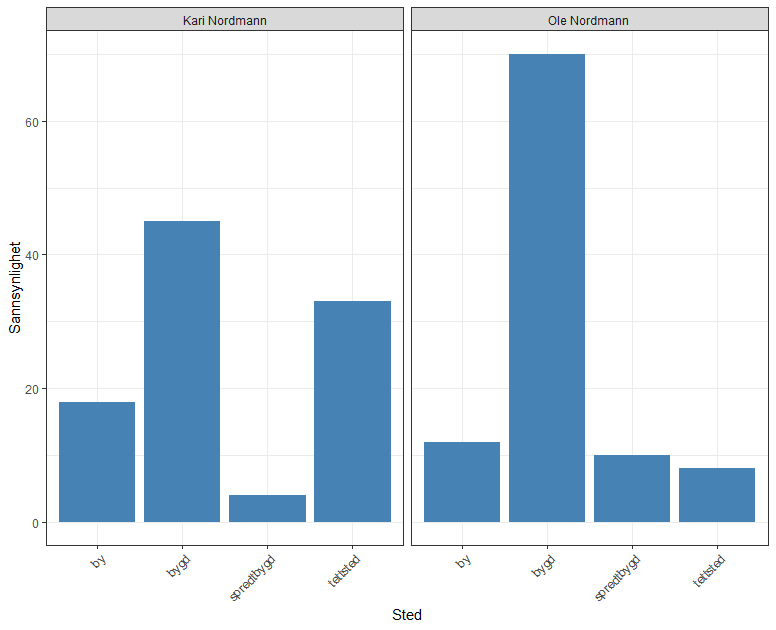 Kari Nordmann
Ole Nordmann
Sannsynlighet
60
40
20
0
by
bygd
spredtbygd
tettsted
by
bygd
spredtbygd
tettsted
Sted